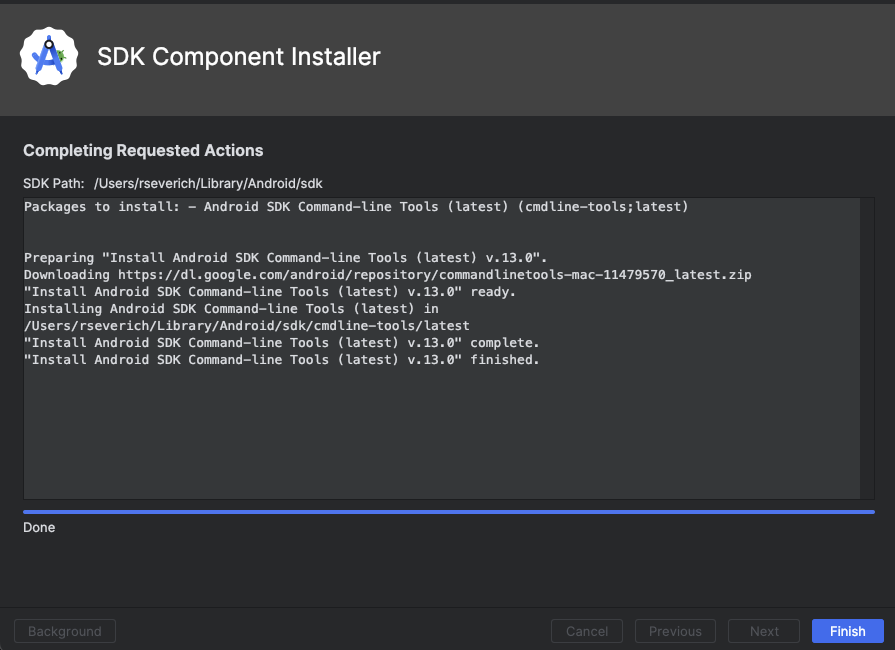 SDK Component Installer
Completing Requested Actions
SDK Path: /Users/rseverich/Library/Android/sdk
Packages to install: - Android SDK Command-line Tools (latest) (cmdline-tools;latest)
Preparing "Install Android SDK Command-line Tools (latest) v.13.0".
Downloading https://dl.google.com/android/repository/commandlinetools-mac-11479570_latest.zip
"Install Android SDK Command-line Tools (latest) v.13.0" ready.
Installing Android SDK Command-line Tools (latest) in
/Users/rseverich/Library/Android/sdk/cmdline-tools/latest
"Install Android SDK Command-line Tools (latest) v.13.0" complete.
"Install Android SDK Command-line Tools (latest) v.13.0" finished.
Done
Background Cancel Previous Next Finish